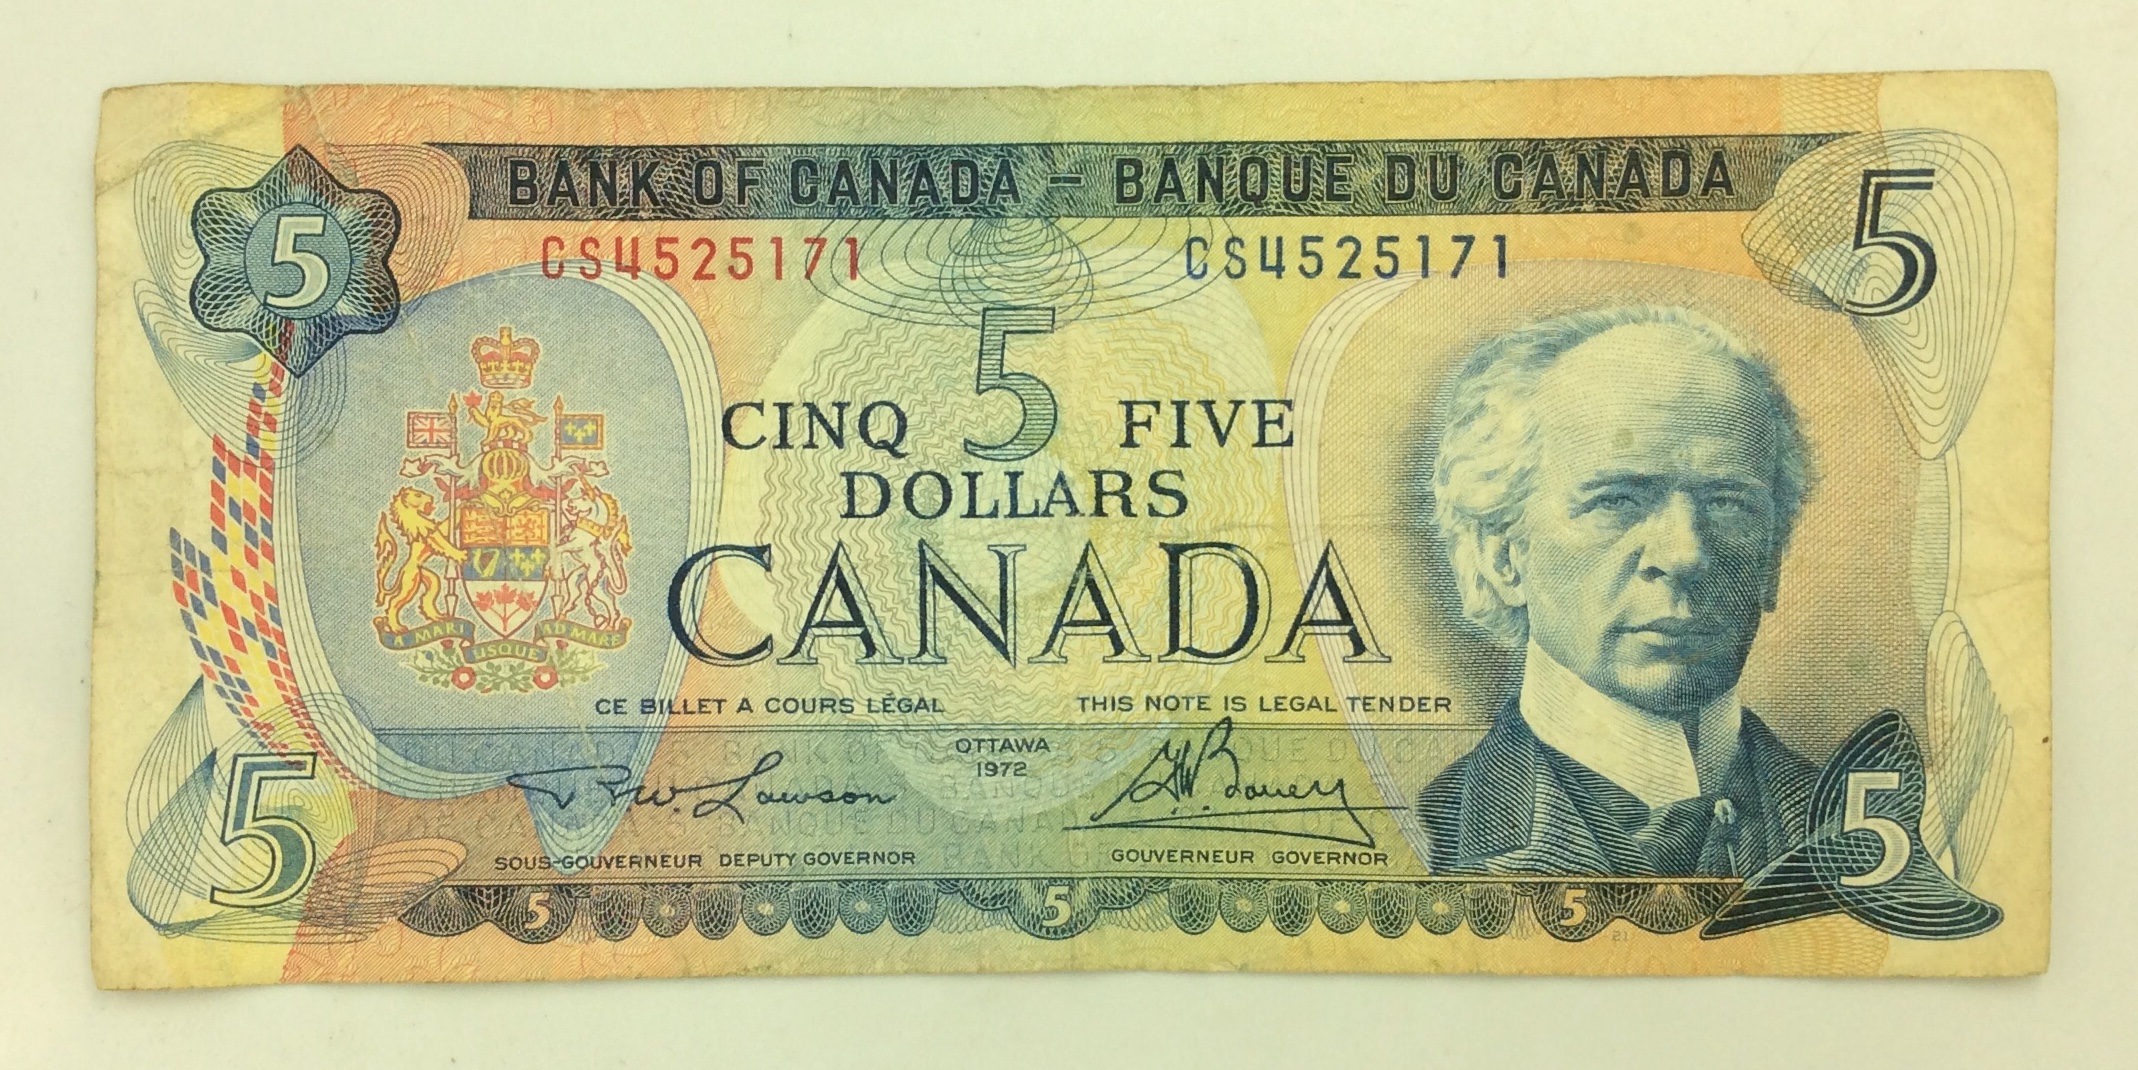 BANK OF CANADA – BANQUE DU CANADA
5
5
CS4525171 CS4525171
5
CINQ FIVE
DOLLARS
CANADA
A MARI USQUE AD MARE
CE BILLET A COURS LÉGAL THIS NOTE IS LEGAL TENDER
OTTAWA
1972
R.W. Lawson G.K. Bouey
SOUS-GOUVERNEUR DEPUTY GOVERNOR GOUVERNEUR GOVERNOR
5
5
5 5 5